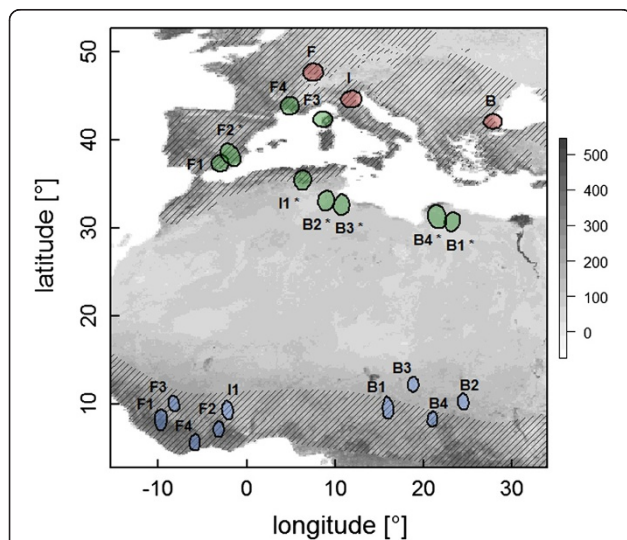 50
40
30
20
10
latitude [°]
F
F4
F3
I
B
F2 *
F1
I1 *
B2 *
B3 *
B4 *
B1 *
500
400
300
200
100
0
F3
F1
F4
F2
I1
B1
B3
B4
B2
-10 0 10 20 30
longitude [°]